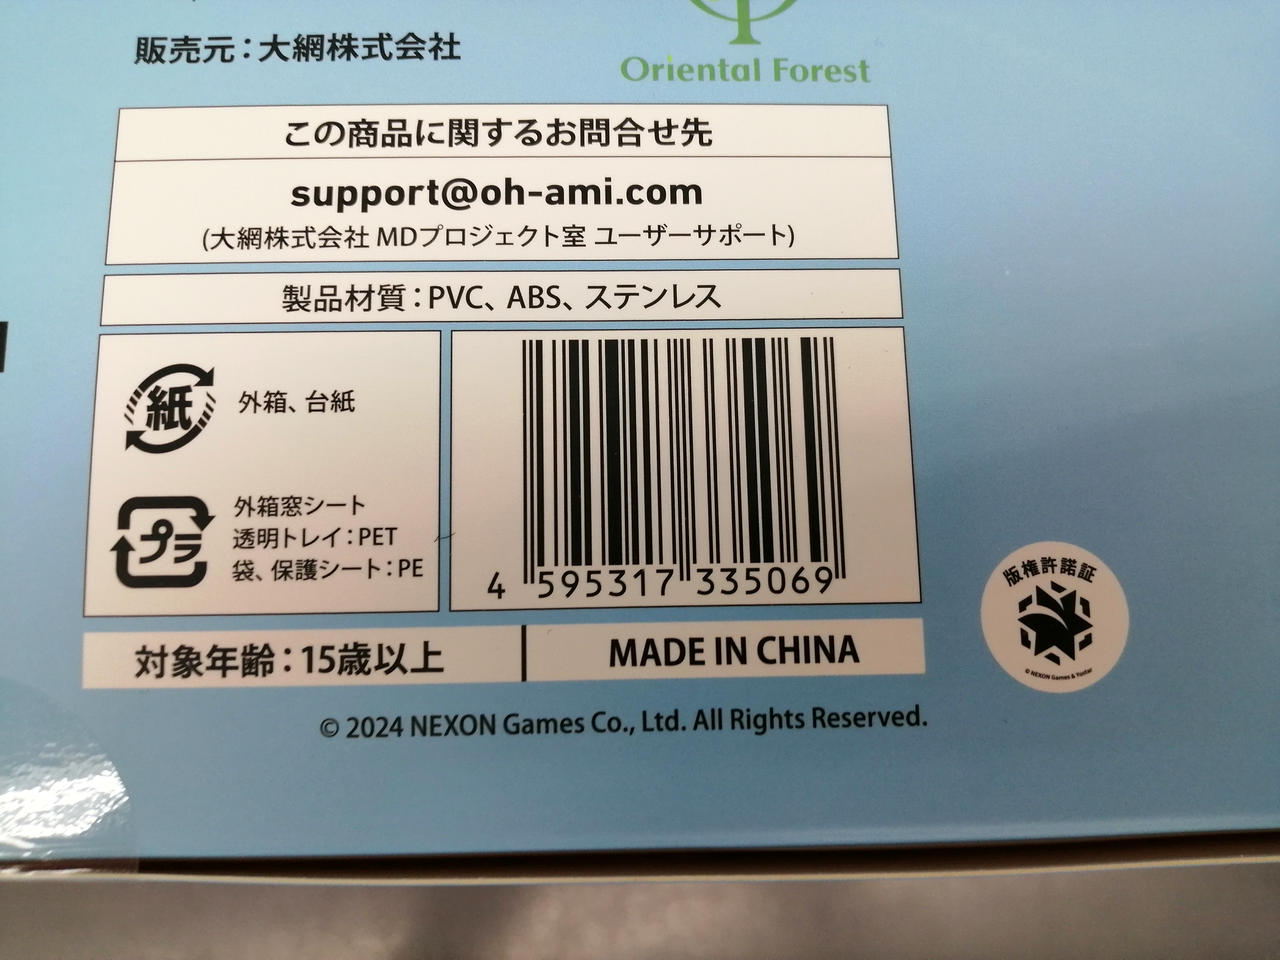 販売元：大網株式会社
Oriental Forest
この商品に関するお問合せ先
support@oh-ami.com
(大網株式会社 MDプロジェクト室 ユーザーサポート)
製品材質：PVC、ABS、ステンレス
紙
外箱、台紙
プラ
外箱窓シート
透明トレイ：PET
袋、保護シート：PE
4 595317 335069
対象年齢：15歳以上
MADE IN CHINA
版権許諾証
© NEXON Games & Yostar
© 2024 NEXON Games Co., Ltd. All Rights Reserved.